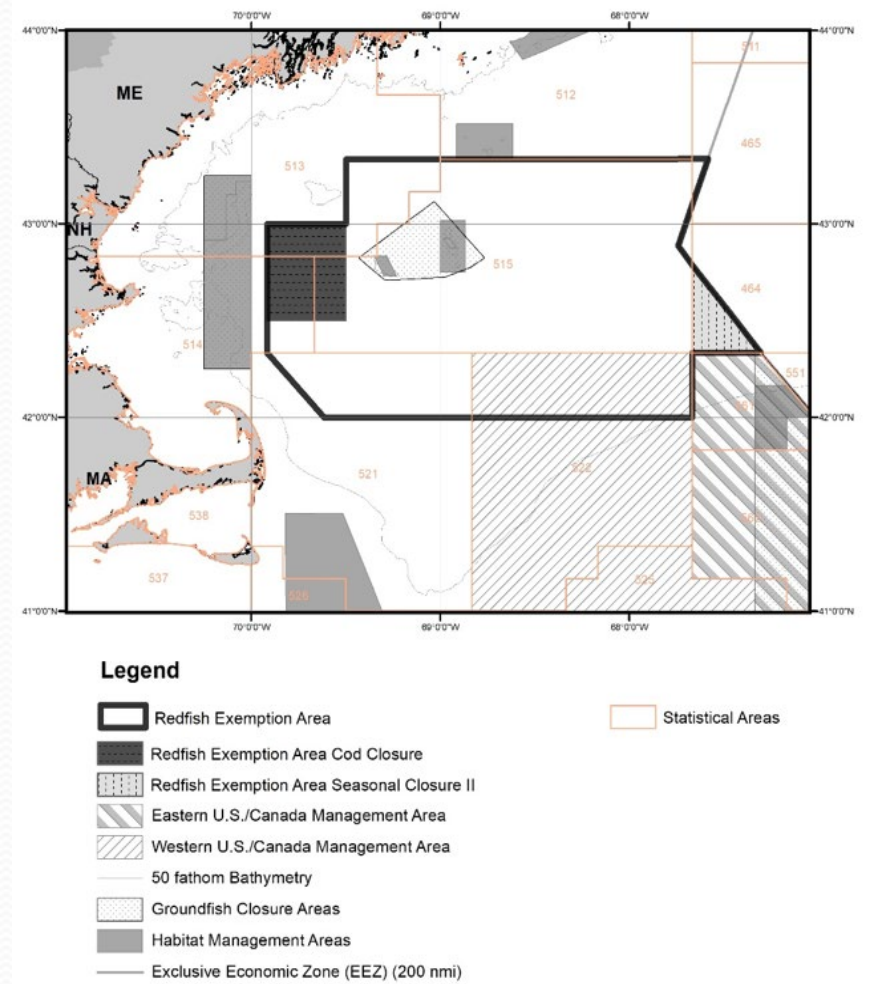 70°0'0"W 69°0'0"W 68°0'0"W
44°0'0"N 44°0'0"N
511
ME
512
465
513
43°0'0"N 43°0'0"N
NH
515
464
514
551
42°0'0"N 42°0'0"N
521
522
MA
538
537
525
526
41°0'0"N 41°0'0"N
70°0'0"W 69°0'0"W 68°0'0"W
Legend
Redfish Exemption Area
Statistical Areas
Redfish Exemption Area Cod Closure
Redfish Exemption Area Seasonal Closure II
Eastern U.S./Canada Management Area
Western U.S./Canada Management Area
50 fathom Bathymetry
Groundfish Closure Areas
Habitat Management Areas
Exclusive Economic Zone (EEZ) (200 nmi)